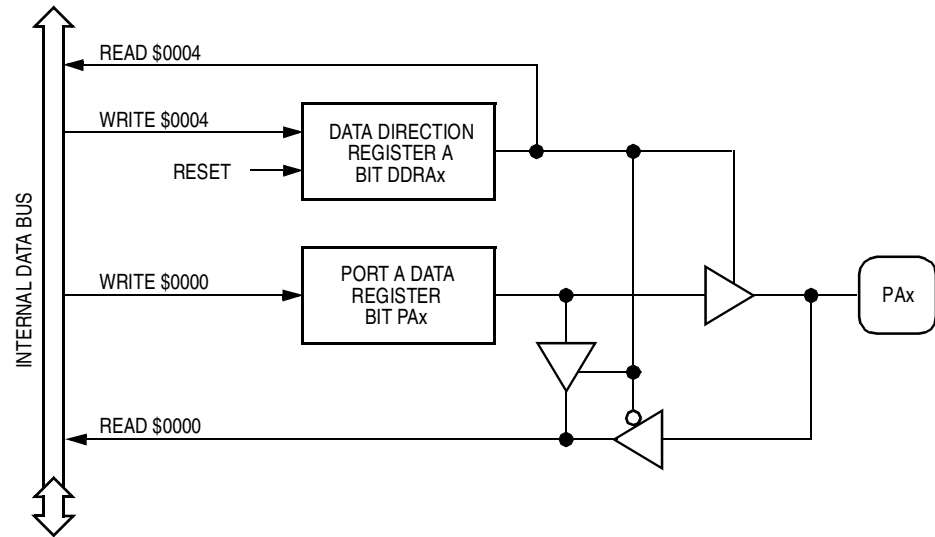 READ $0004
WRITE $0004
DATA DIRECTION
REGISTER A
BIT DDRAx
RESET
INTERNAL DATA BUS
WRITE $0000
PORT A DATA
REGISTER
BIT PAx
PAx
READ $0000